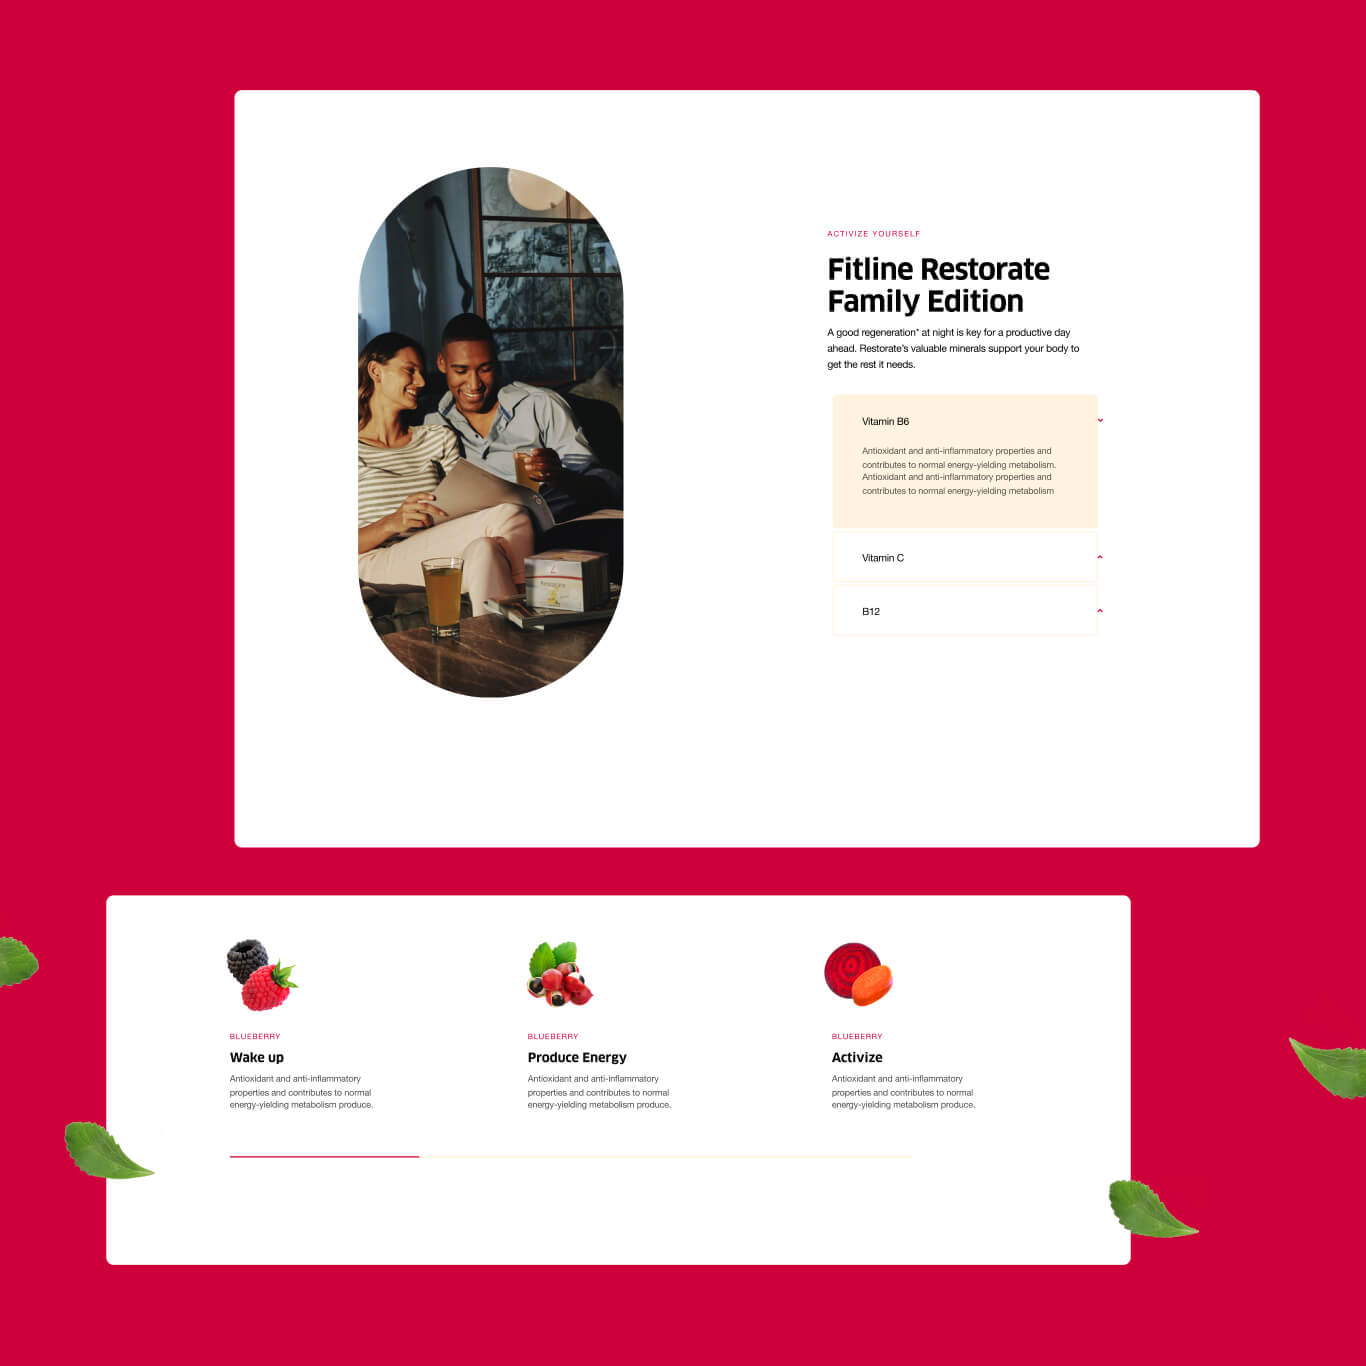 ACTIVIZE YOURSELF
Fitline Restorate
Family Edition
A good regeneration* at night is key for a productive day
ahead. Restorate's valuable minerals support your body to
get the rest it needs.
Vitamin B6
Antioxidant and anti-inflammatory properties and
contributes to normal energy-yielding metabolism.
Antioxidant and anti-inflammatory properties and
contributes to normal energy-yielding metabolism
Vitamin C
B12
Restorate
BLUEBERRY
Wake up
Antioxidant and anti-inflammatory
properties and contributes to normal
energy-yielding metabolism produce.
BLUEBERRY
Produce Energy
Antioxidant and anti-inflammatory
properties and contributes to normal
energy-yielding metabolism produce.
BLUEBERRY
Activize
Antioxidant and anti-inflammatory
properties and contributes to normal
energy-yielding metabolism produce.